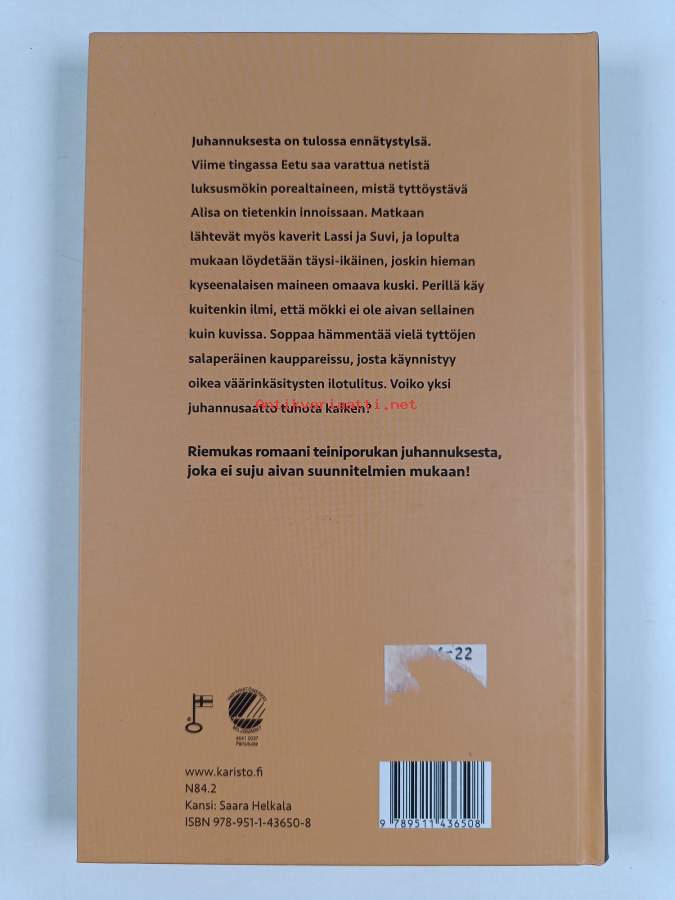 Juhannuksesta on tulossa ennätystylsä.
Viime tingassa Eetu saa varattua netistä
luksusmökin porealtaineen, mistä tyttöystävä
Alisa on tietenkin innoissaan. Matkaan
lähtevät myös kaverit Lassi ja Suvi, ja lopulta
mukaan löydetään täysi-ikäinen, joskin hieman
kyseenalaisen maineen omaava kuski. Perillä käy
kuitenkin ilmi, että mökki ei ole aivan sellainen
kuin kuvissa. Soppaa hämmentää vielä tyttöjen
salaperäinen kauppareissu, josta käynnistyy
oikea väärinkäsitysten ilotulitus. Voiko yksi
Antikvariaatti.net
juhannusaatto tuhota kaiken?
Riemukas romaani teiniporukan juhannuksesta,
joka ei suju aivan suunnitelmien mukaan!
-22
4041 0337
Painotuote
www.karisto.fi
N84.2
Kansi: Saara Helkala
ISBN 978-951-1-43650-8
9 789511 436508